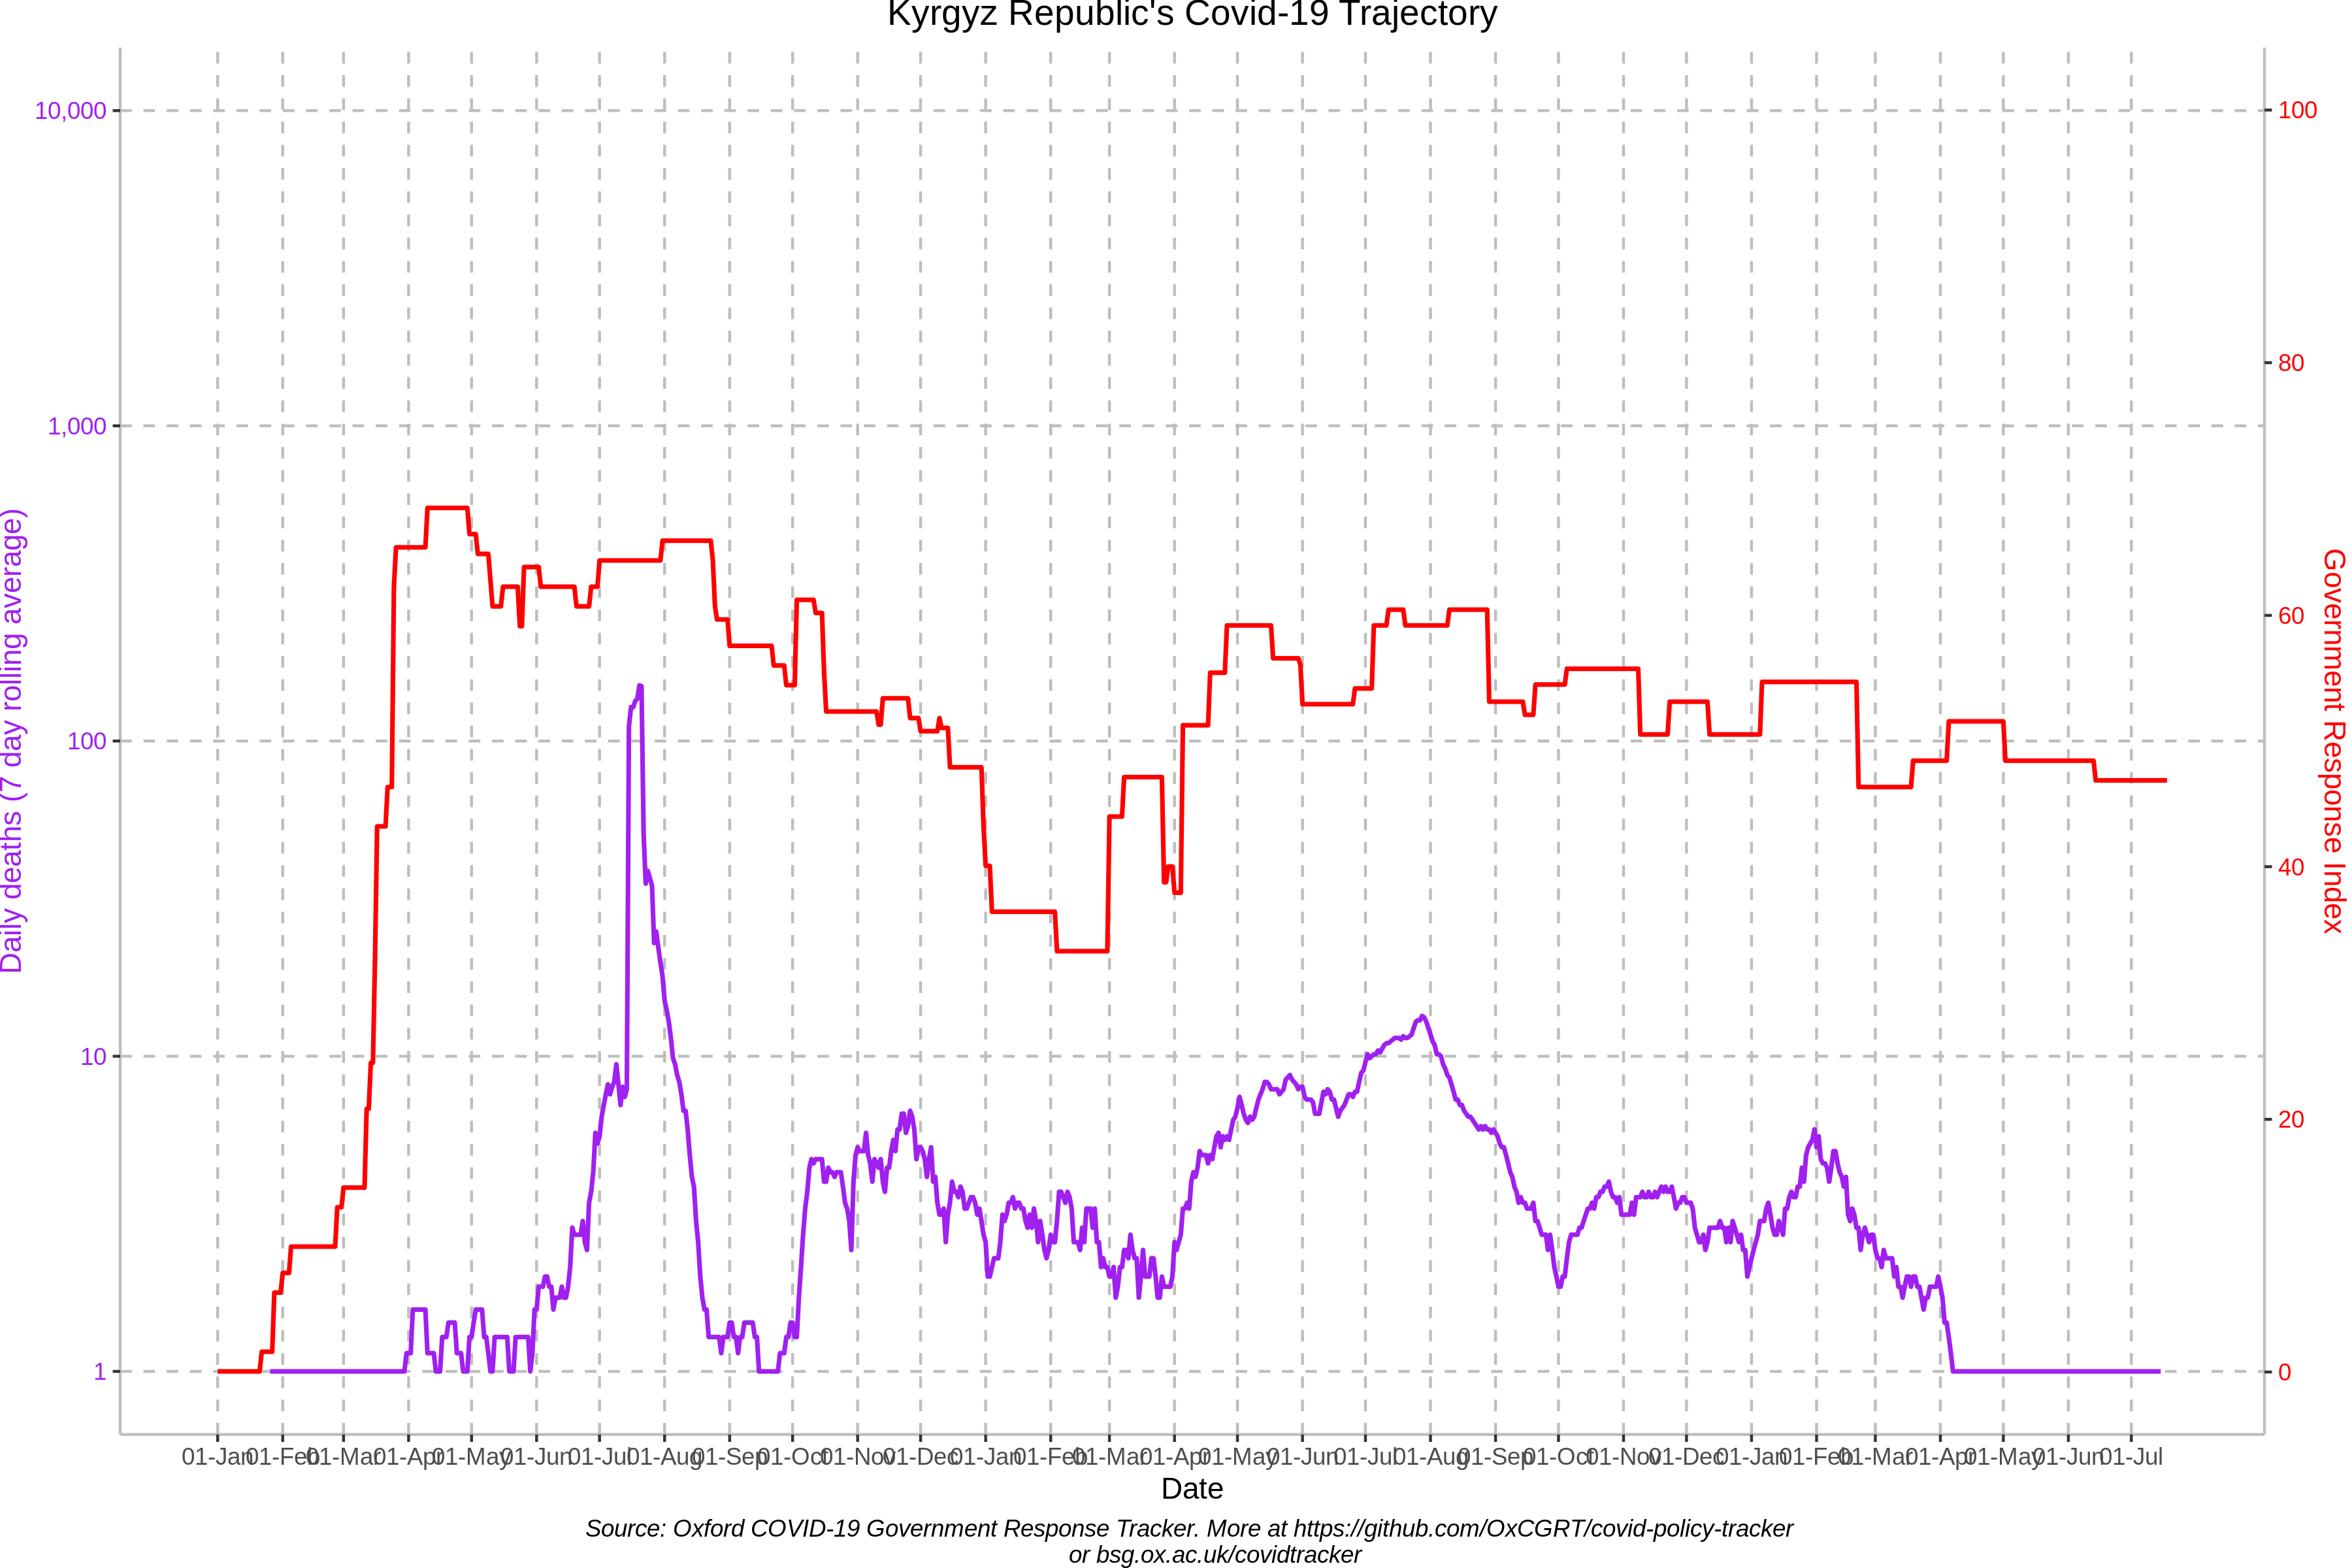 Kyrgyz Republic's Covid-19 Trajectory
10,000
1,000
100
10
1
Daily deaths (7 day rolling average)
100
80
60
40
20
0
Government Response Index
01-Jan 01-Feb 01-Mar 01-Apr 01-May 01-Jun 01-Jul 01-Aug 01-Sep 01-Oct 01-Nov 01-Dec 01-Jan 01-Feb 01-Mar 01-Apr 01-May 01-Jun 01-Jul 01-Aug 01-Sep 01-Oct 01-Nov 01-Dec 01-Jan 01-Feb 01-Mar 01-Apr 01-May 01-Jun 01-Jul
Date
Source: Oxford COVID-19 Government Response Tracker. More at https://github.com/OxCGRT/covid-policy-tracker
or bsg.ox.ac.uk/covidtracker